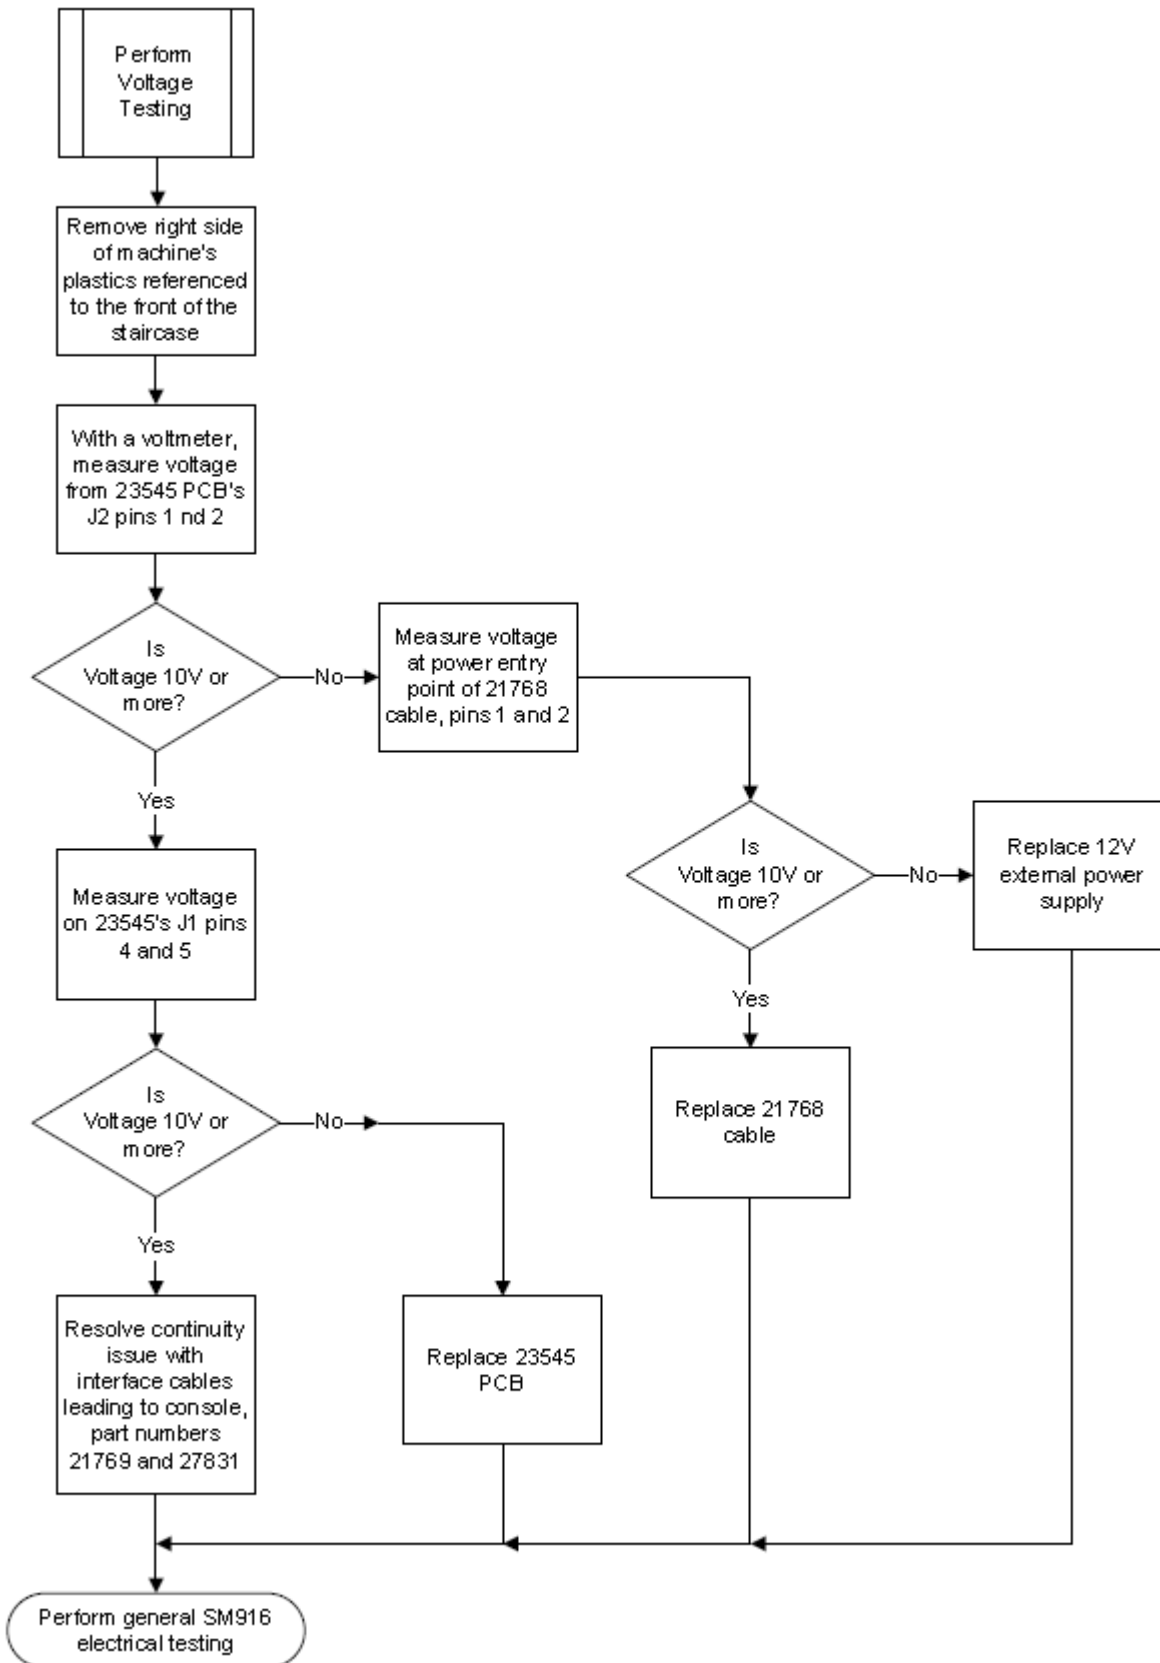 Perform
Voltage
Testing
Remove right side
of machine's
plastics referenced
to the front of the
staircase
With a voltmeter,
measure voltage
from 23545 PCB's
J2 pins 1 nd 2
Is
Voltage 10V or
more?
No
Measure voltage
at power entry
point of 21768
cable, pins 1 and 2
Yes
Is
Voltage 10V or
more?
No
Replace 12V
external power
supply
Measure voltage
on 23545's J1 pins
4 and 5
Yes
Replace 21768
cable
Is
Voltage 10V or
more?
No
Yes
Resolve continuity
issue with
interface cables
leading to console,
part numbers
21769 and 27831
Replace 23545
PCB
Perform general SM916
electrical testing